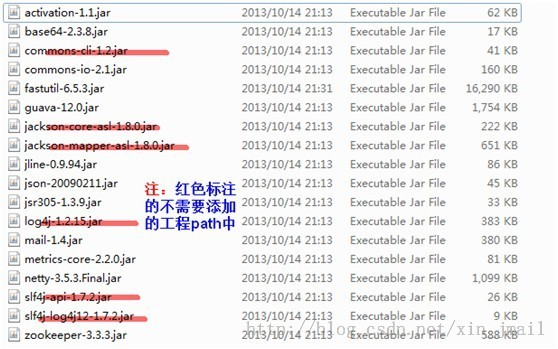 activation-1.1.jar 2013/10/14 21:13 Executable Jar File 62 KB
base64-2.3.8.jar 2013/10/14 21:13 Executable Jar File 17 KB
commons-cli-1.2.jar 2013/10/14 21:13 Executable Jar File 41 KB
commons-io-2.1.jar 2013/10/14 21:13 Executable Jar File 160 KB
fastutil-6.5.3.jar 2013/10/14 21:31 Executable Jar File 16,290 KB
guava-12.0.jar 2013/10/14 21:13 Executable Jar File 1,754 KB
jackson-core-asl-1.8.0.jar 2013/10/14 21:13 Executable Jar File 222 KB
jackson-mapper-asl-1.8.0.jar 2013/10/14 21:13 Executable Jar File 651 KB
jline-0.9.94.jar 2013/10/14 21:13 Executable Jar File 86 KB
json-20090211.jar 2013/10/14 21:13 Executable Jar File 45 KB
jsr305-1.3.9.jar 2013/10/14 21:13 Executable Jar File 33 KB
log4j-1.2.15.jar 2013/10/14 21:13 Executable Jar File 383 KB
mail-1.4.jar 2013/10/14 21:13 Executable Jar File 380 KB
metrics-core-2.2.0.jar 2013/10/14 21:13 Executable Jar File 81 KB
netty-3.5.3.Final.jar 2013/10/14 21:13 Executable Jar File 1,099 KB
slf4j-api-1.7.2.jar 2013/10/14 21:13 Executable Jar File 26 KB
slf4j-log4j12-1.7.2.jar 2013/10/14 21:13 Executable Jar File 9 KB
zookeeper-3.3.3.jar 2013/10/14 21:13 Executable Jar File 588 KB
注：红色标注
的不需要添加
的工程path中
http://blog.csdn.net/xin_jmail